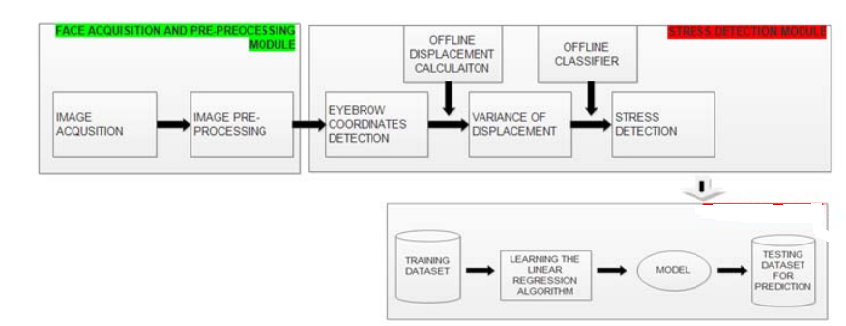 FACE ACQUISITION AND PRE-PREOCESSING
MODULE
STRESS DETECTION MODULE
OFFLINE
DISPLACEMENT
CALCULAITON
OFFLINE
CLASSIFIER
IMAGE
ACQUSITION
IMAGE PRE-
PROCESSING
EYEBROW
COORDINATES
DETECTION
VARIANCE OF
DISPLACEMENT
STRESS
DETECTION
TRAINING
DATASET
LEARNING THE
LINEAR
REGRESSION
ALGORITHM
MODEL
TESTING
DATASET
FOR
PREDICTION